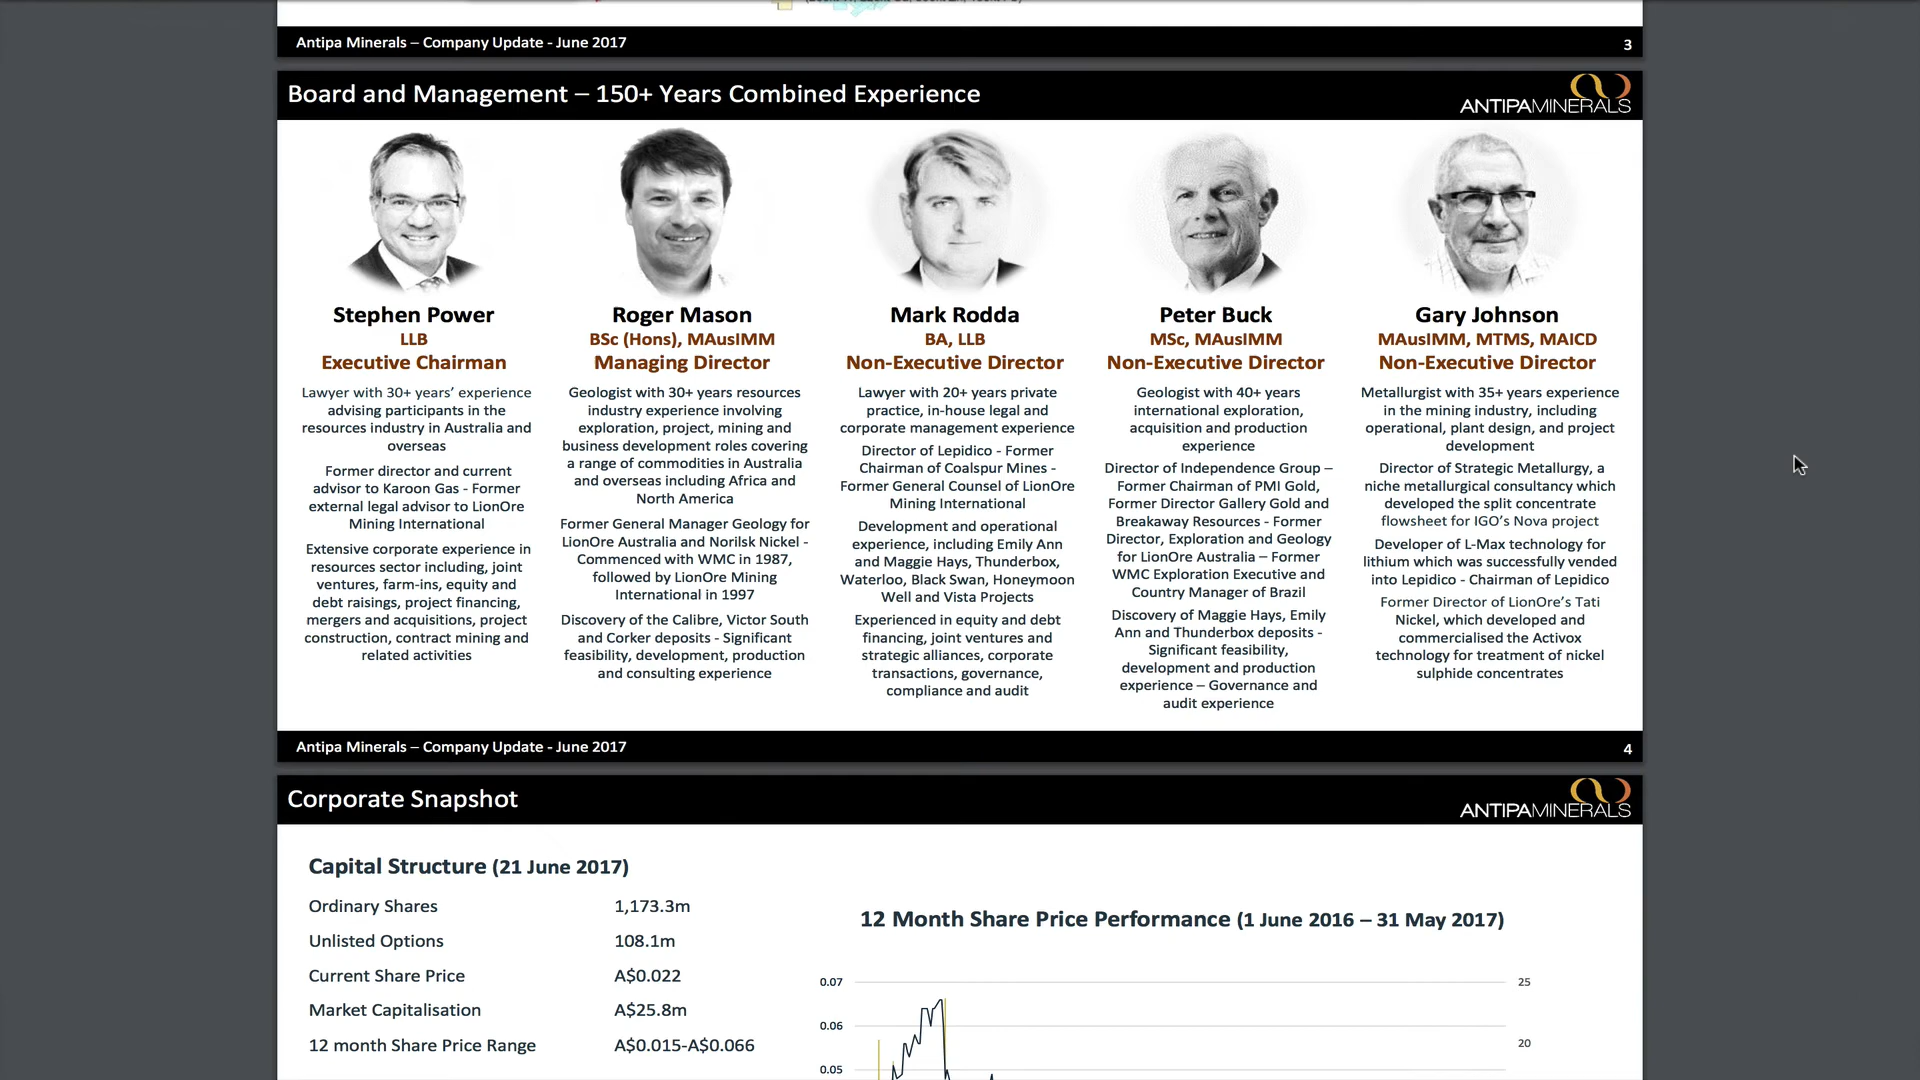 Antipa Minerals – Company Update - June 2017
3
Board and Management – 150+ Years Combined Experience
ANTIPAMINERALS
Stephen Power
LLB
Executive Chairman
Lawyer with 30+ years’ experience
advising participants in the
resources industry in Australia and
overseas
Former director and current
advisor to Karoon Gas - Former
external legal advisor to LionOre
Mining International
Extensive corporate experience in
resources sector including, joint
ventures, farm-ins, equity and
debt raisings, project financing,
mergers and acquisitions, project
construction, contract mining and
related activities
Roger Mason
BSc (Hons), MAusIMM
Managing Director
Geologist with 30+ years resources
industry experience involving
exploration, project, mining and
business development roles covering
a range of commodities in Australia
and overseas including Africa and
North America
Former General Manager Geology for
LionOre Australia and Norilsk Nickel -
Commenced with WMC in 1987,
followed by LionOre Mining
International in 1997
Discovery of the Calibre, Victor South
and Corker deposits - Significant
feasibility, development, production
and consulting experience
Mark Rodda
BA, LLB
Non-Executive Director
Lawyer with 20+ years private
practice, in-house legal and
corporate management experience
Director of Lepidico - Former
Chairman of Coalspur Mines -
Former General Counsel of LionOre
Mining International
Development and operational
experience, including Emily Ann
and Maggie Hays, Thunderbox,
Waterloo, Black Swan, Honeymoon
Well and Vista Projects
Experienced in equity and debt
financing, joint ventures and
strategic alliances, corporate
transactions, governance,
compliance and audit
Peter Buck
MSc, MAusIMM
Non-Executive Director
Geologist with 40+ years
international exploration,
acquisition and production
experience
Director of Independence Group –
Former Chairman of PMI Gold,
Former Director Gallery Gold and
Breakaway Resources - Former
Director, Exploration and Geology
for LionOre Australia – Former
WMC Exploration Executive and
Country Manager of Brazil
Discovery of Maggie Hays, Emily
Ann and Thunderbox deposits -
Significant feasibility,
development and production
experience – Governance and
audit experience
Gary Johnson
MAusIMM, MTMS, MAICD
Non-Executive Director
Metallurgist with 35+ years experience
in the mining industry, including
operational, plant design, and project
development
Director of Strategic Metallurgy, a
niche metallurgical consultancy which
developed the split concentrate
flowsheet for IGO’s Nova project
Developer of L-Max technology for
lithium which was successfully vended
into Lepidico - Chairman of Lepidico
Former Director of LionOre’s Tati
Nickel, which developed and
commercialised the Activox
technology for treatment of nickel
sulphide concentrates
Antipa Minerals – Company Update - June 2017
4
Corporate Snapshot
ANTIPAMINERALS
Capital Structure (21 June 2017)
Ordinary Shares 1,173.3m
Unlisted Options 108.1m
Current Share Price A$0.022
Market Capitalisation A$25.8m
12 month Share Price Range A$0.015-A$0.066
12 Month Share Price Performance (1 June 2016 – 31 May 2017)
0.07
0.06
0.05
25
20